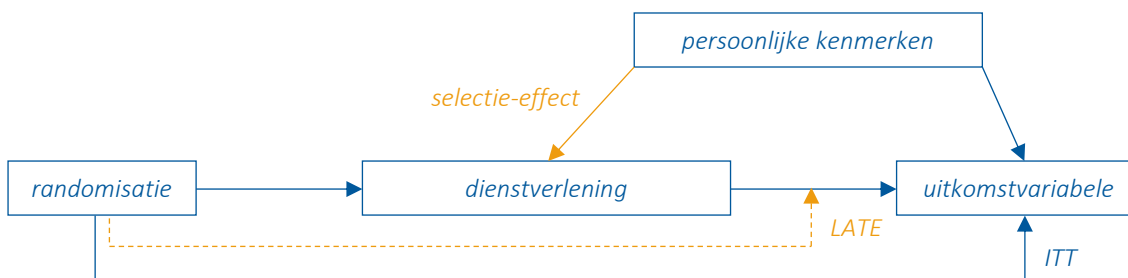 persoonlijke kenmerken
selectie-effect
randomisatie
dienstverlening
uitkomstvariabele
LATE
ITT